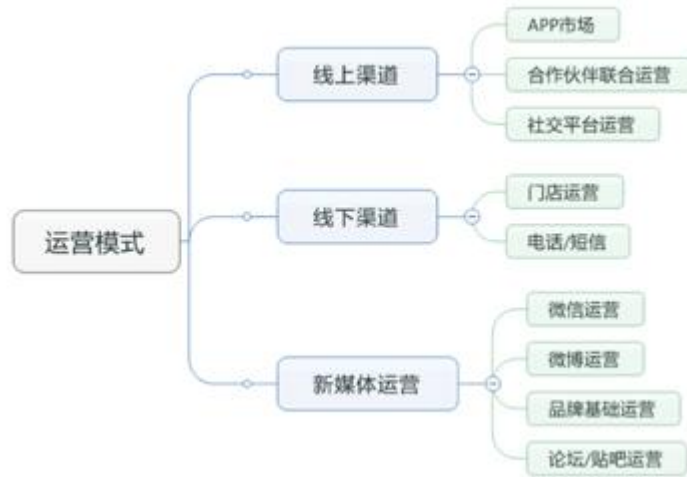 运营模式
线上渠道
APP市场
合作伙伴联合运营
社交平台运营
线下渠道
门店运营
电话/短信
新媒体运营
微信运营
微博运营
品牌基础运营
论坛/贴吧运营